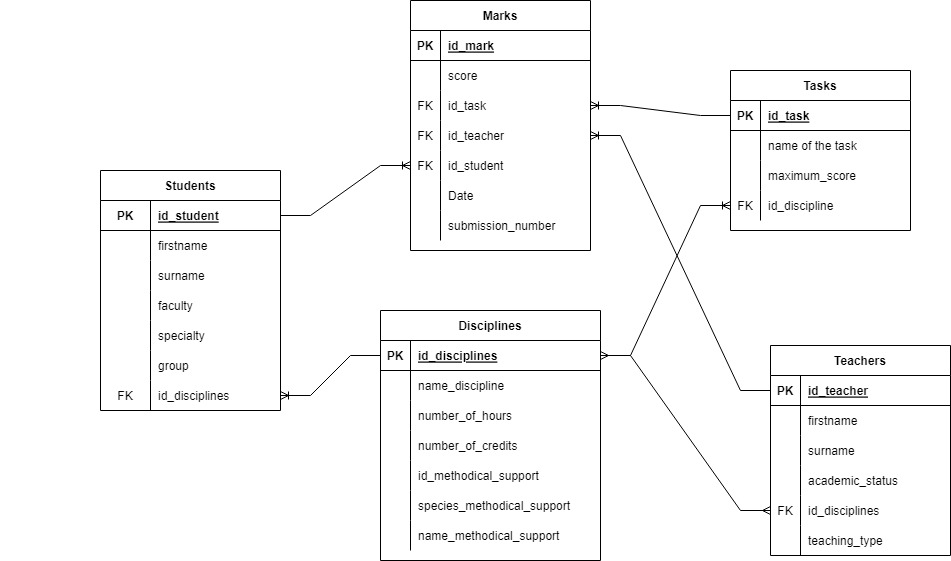 Marks
PK id_mark
score
FK id_task
FK id_teacher
FK id_student
Date
submission_number
Tasks
PK id_task
name of the task
maximum_score
FK id_discipline
Students
PK id_student
firstname
surname
faculty
specialty
group
FK id_disciplines
Disciplines
PK id_disciplines
name_discipline
number_of_hours
number_of_credits
id_methodical_support
species_methodical_support
name_methodical_support
Teachers
PK id_teacher
firstname
surname
academic_status
FK id_disciplines
teaching_type